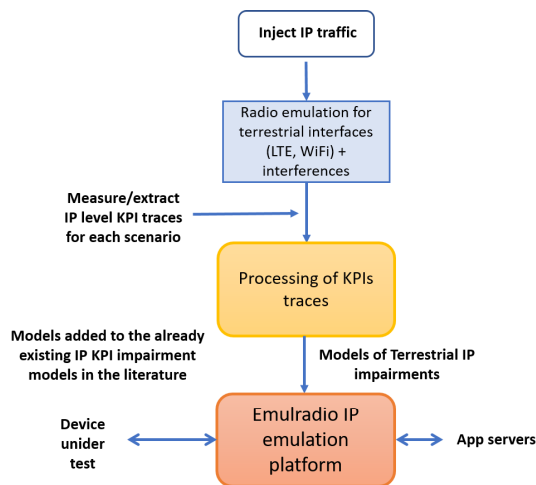 Inject IP traffic
Radio emulation for
terrestrial interfaces
(LTE, WiFi) +
interferences
Measure/extract
IP level KPI traces
for each scenario
Processing of KPIs
traces
Models added to the already
existing IP KPI impairment
models in the literature
Models of Terrestrial IP
impairments
Device
unider
test
Emulradio IP
emulation
platform
App servers